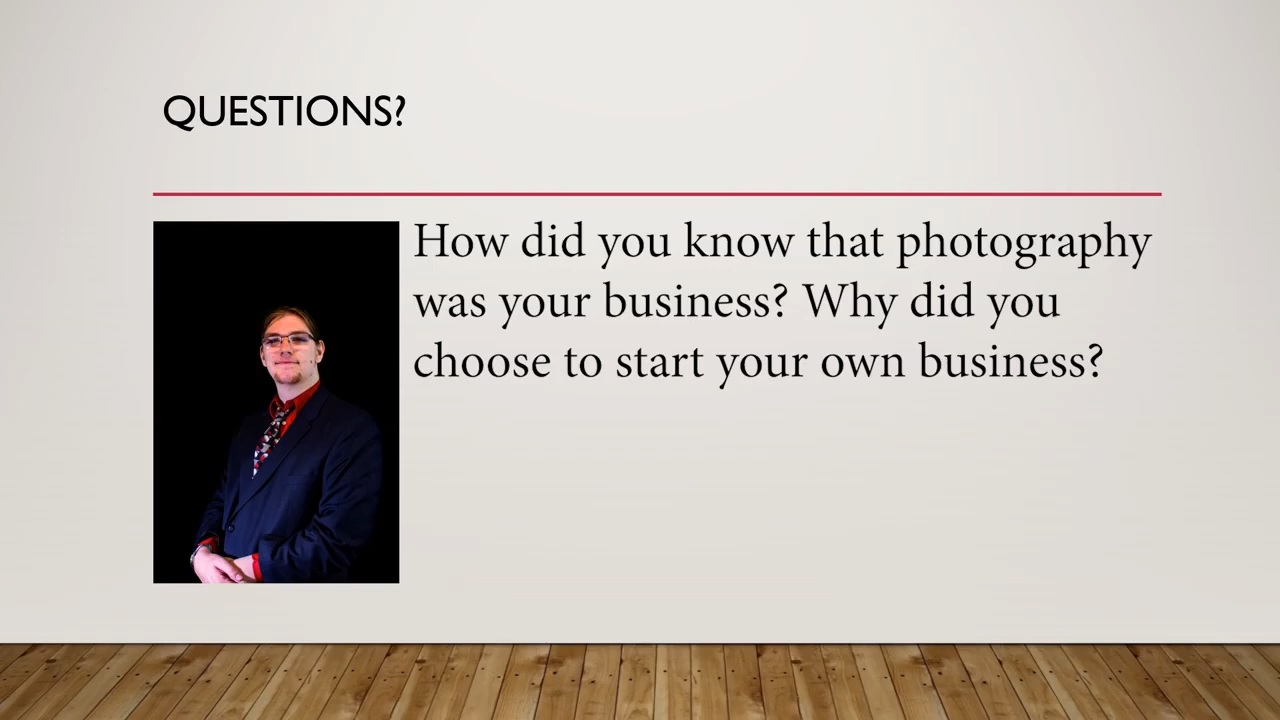 QUESTIONS?
How did you know that photography
was your business? Why did you
choose to start your own business?